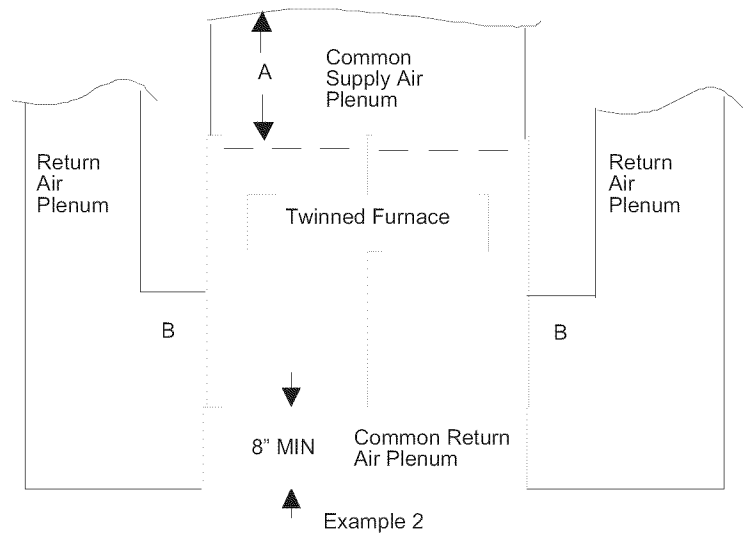 A
Common
Supply Air
Plenum
Return
Air
Plenum
Return
Air
Plenum
Twinned Furnace
B
B
8” MIN
Common Return
Air Plenum
Example 2